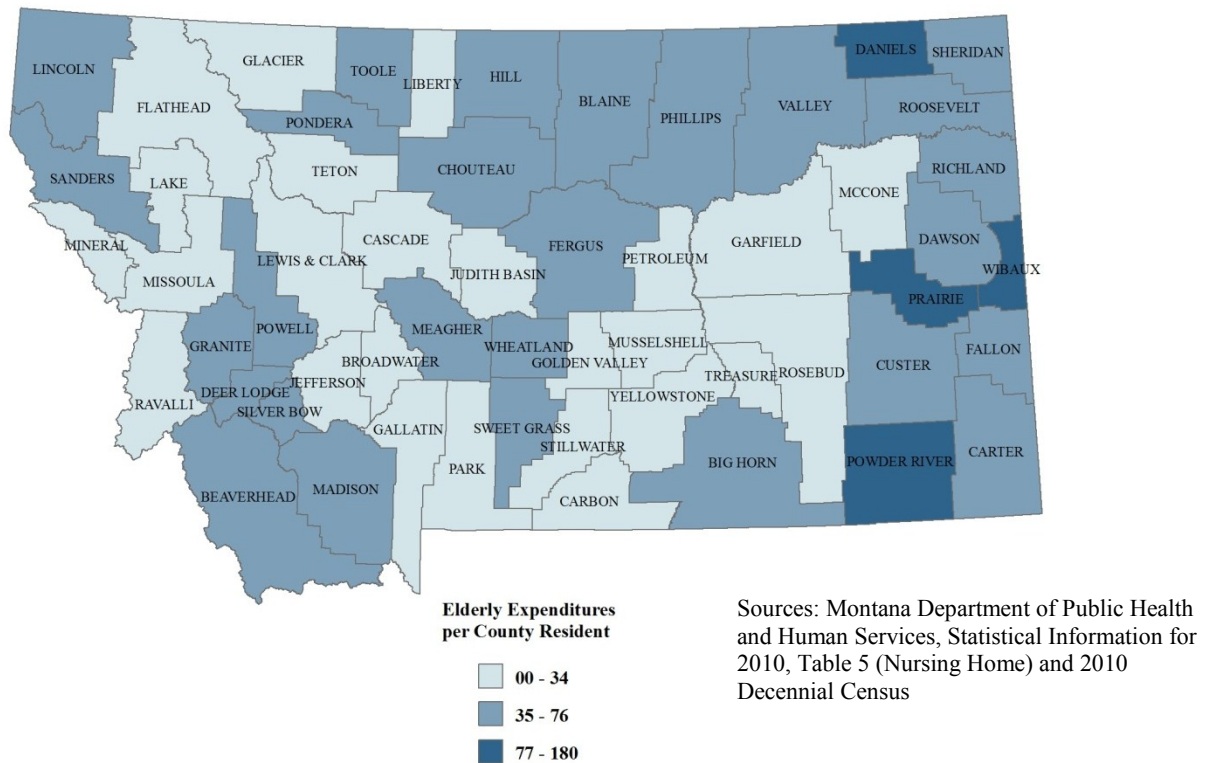 DANIELS
SHERIDAN
LINCOLN
GLACIER
TOOLE
LIBERTY
HILL
BLAINE
PHILLIPS
VALLEY
ROOSEVELT
FLATHEAD
PONDERA
CHOUTEAU
SANDERS
LAKE
TETON
MCCONE
RICHLAND
MINERAL
MISSOULA
LEWIS & CLARK
CASCADE
JUDITH BASIN
FERGUS
PETROLEUM
GARFIELD
DAWSON
WIBAUX
PRAIRIE
GRANITE
POWELL
MEAGHER
WHEATLAND
GOLDEN VALLEY
MUSSELSHELL
BROADWATER
JEFFERSON
TREASURE
ROSEBUD
CUSTER
FALLON
RAVALLI
DEER LODGE
SILVER BOW
GALLATIN
PARK
SWEET GRASS
STILLWATER
YELLOWSTONE
BIG HORN
POWDER RIVER
CARTER
BEAVERHEAD
MADISON
CARBON
Elderly Expenditures
per County Resident
00 - 34
35 - 76
77 - 180
Sources: Montana Department of Public Health
and Human Services, Statistical Information for
2010, Table 5 (Nursing Home) and 2010
Decennial Census